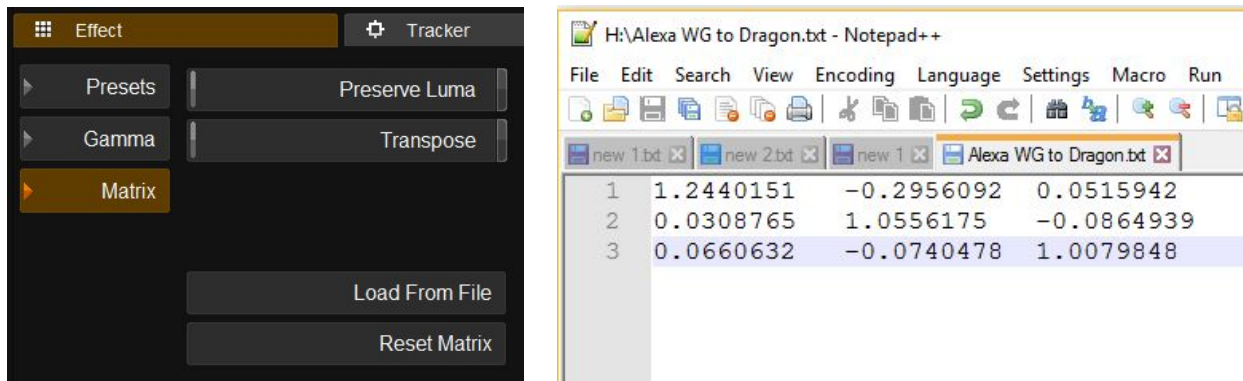 Effect
Tracker
Presets
Preserve Luma
Gamma
Transpose
Matrix
Load From File
Reset Matrix
H:\Alexa WG to Dragon.txt - Notepad++
File Edit Search View Encoding Language Settings Macro Run
new 1.txt new 2.txt new 1 Alexa WG to Dragon.txt
1 1.2440151 -0.2956092 0.0515942
2 0.0308765 1.0556175 -0.0864939
3 0.0660632 -0.0740478 1.0079848